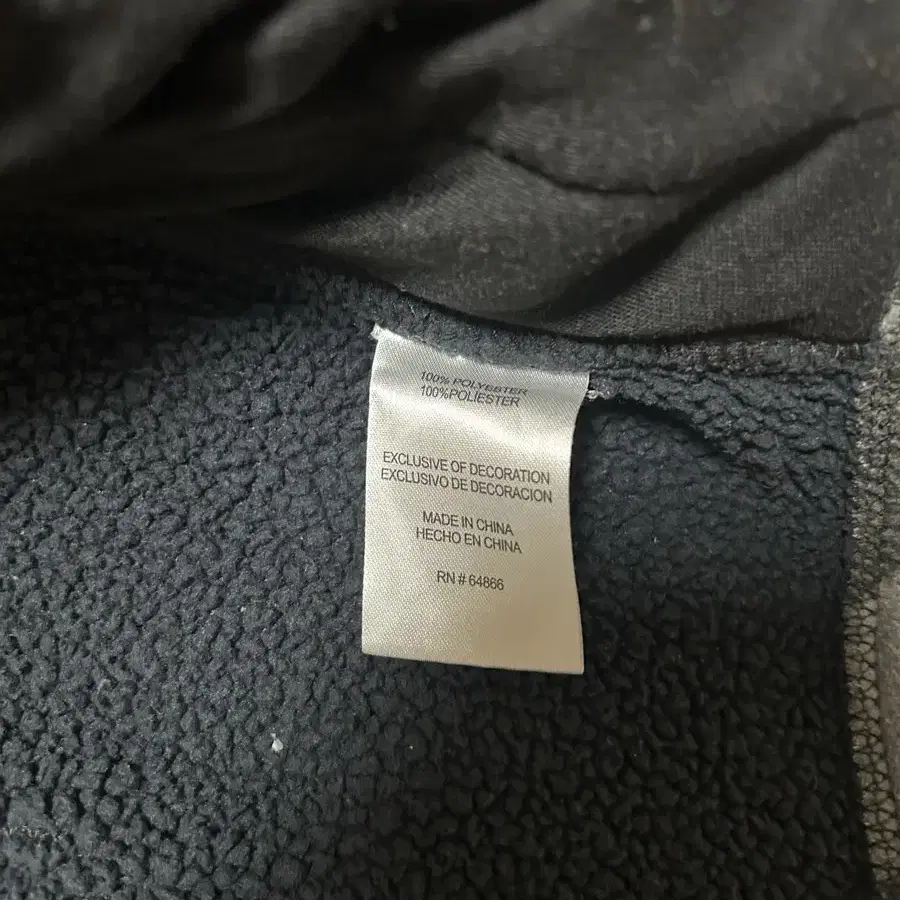 100% POLYESTER
100%POLIESTER
EXCLUSIVE OF DECORATION
EXCLUSIVO DE DECORACION
MADE IN CHINA
HECHO EN CHINA
RN # 64866